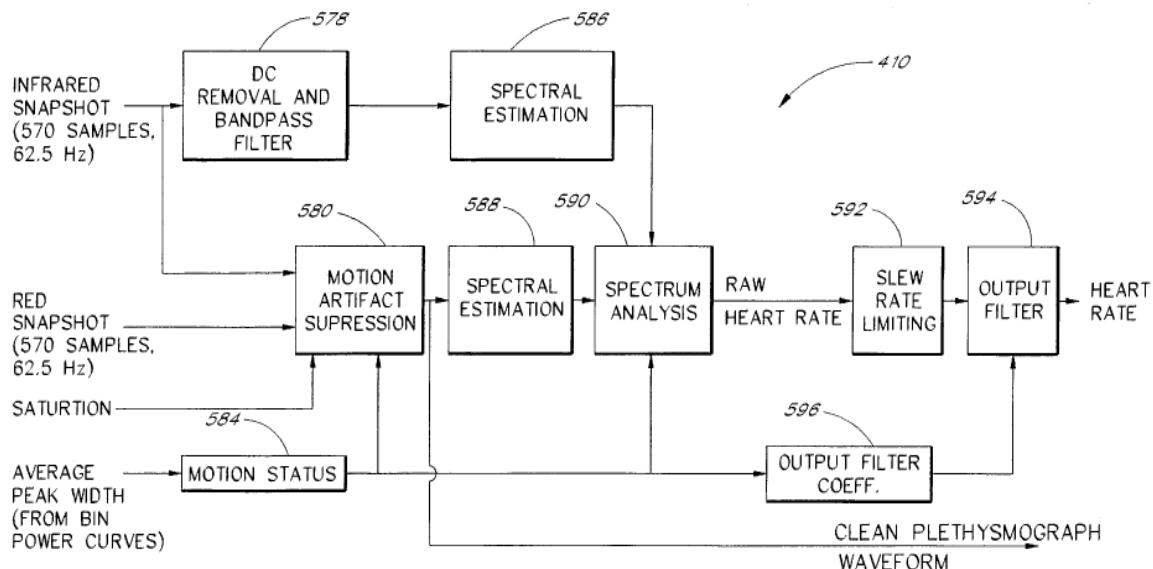 578
586
410
INFRARED
SNAPSHOT
(570 SAMPLES,
62.5 Hz)
DC
REMOVAL AND
BANDPASS
FILTER
SPECTRAL
ESTIMATION
580
588
590
592
594
MOTION
ARTIFACT
SUPRESSION
SPECTRAL
ESTIMATION
SPECTRUM
ANALYSIS
RAW
HEART RATE
SLEW
RATE
LIMITING
OUTPUT
FILTER
HEART
RATE
RED
SNAPSHOT
(570 SAMPLES,
62.5 Hz)
SATURTION
584
596
AVERAGE
PEAK WIDTH
(FROM BIN
POWER CURVES)
MOTION STATUS
OUTPUT FILTER
COEFF.
CLEAN PLETHYSMOGRAPH
WAVEFORM